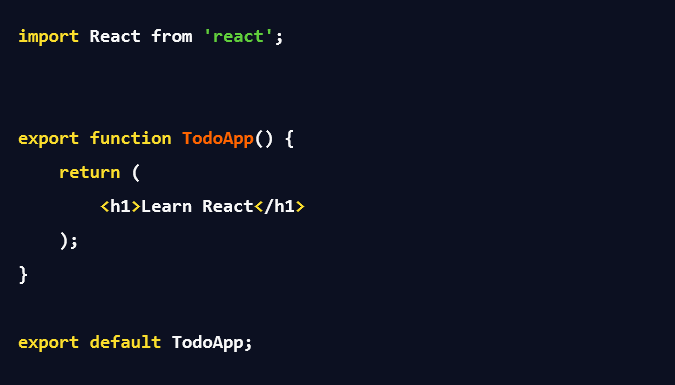 import React from 'react';
export function TodoApp() {
    return (
        <h1>Learn React</h1>
    );
}
export default TodoApp;